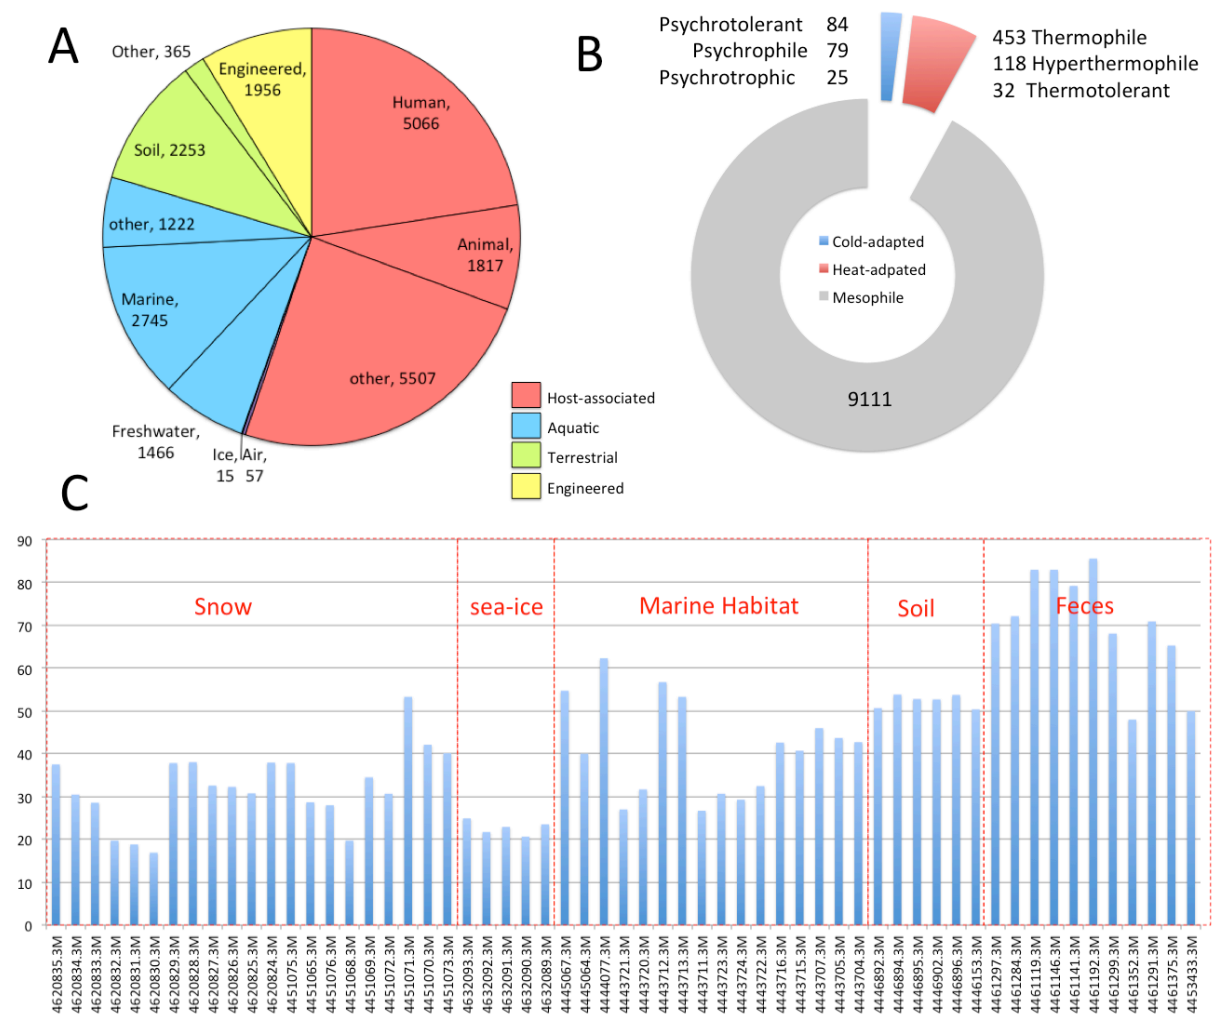 A
Other, 365
Engineered,
1956
Human,
5066
Soil, 2253
other, 1222
Animal,
1817
Marine,
2745
other, 5507
Freshwater,
1466
Ice, Air,
15 57
Host-associated
Aquatic
Terrestrial
Engineered
B
Psychrotolerant 84
Psychrophile 79
Psychrotrophic 25
453 Thermophile
118 Hyperthermophile
32 Thermotolerant
Cold-adapted
Heat-adpated
Mesophile
9111
C
90
80
70
60
50
40
30
20
10
0
Snow
sea-ice
Marine Habitat
Soil
Feces
4620835.3M
4620834.3M
4620833.3M
4620832.3M
4620831.3M
4620830.3M
4620829.3M
4620828.3M
4620827.3M
4620826.3M
4620825.3M
4620824.3M
4451075.3M
4451065.3M
4451076.3M
4451068.3M
4451069.3M
4451072.3M
4451071.3M
4451070.3M
4451073.3M
4632093.3M
4632092.3M
4632091.3M
4632090.3M
4632089.3M
4445067.3M
4445064.3M
4440077.3M
4443721.3M
4443720.3M
4443712.3M
4443713.3M
4443711.3M
4443723.3M
4443724.3M
4443722.3M
4443716.3M
4443715.3M
4443707.3M
4443705.3M
4443704.3M
4446892.3M
4446894.3M
4446895.3M
4446902.3M
4446896.3M
4446153.3M
4461297.3M
4461284.3M
4461119.3M
4461146.3M
4461141.3M
4461192.3M
4461299.3M
4461352.3M
4461291.3M
4461375.3M
4453433.3M